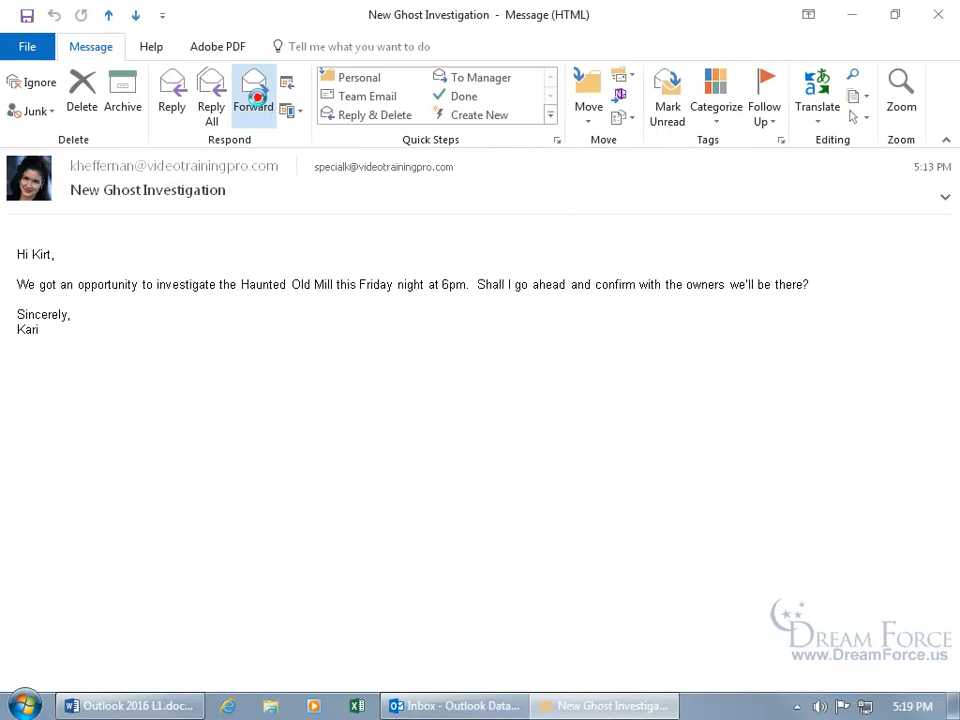 New Ghost Investigation - Message (HTML)
File Message Help Adobe PDF Tell me what you want to do
Ignore
Junk
Delete
Archive
Delete
Reply
Reply All
Forward
Respond
Personal
To Manager
Team Email
Done
Reply & Delete
Create New
Quick Steps
Move
Move
Mark Unread
Categorize
Follow Up
Tags
Translate
Editing
Zoom
Zoom
kheffernan@videotrainingpro.com specialk@videotrainingpro.com 5:13 PM
New Ghost Investigation
Hi Kirt,
We got an opportunity to investigate the Haunted Old Mill this Friday night at 6pm. Shall I go ahead and confirm with the owners we'll be there?
Sincerely,
Kari
DREAM FORCE
www.DreamForce.us
Outlook 2016 L1.doc... Inbox - Outlook Data... New Ghost Investiga... 5:19 PM